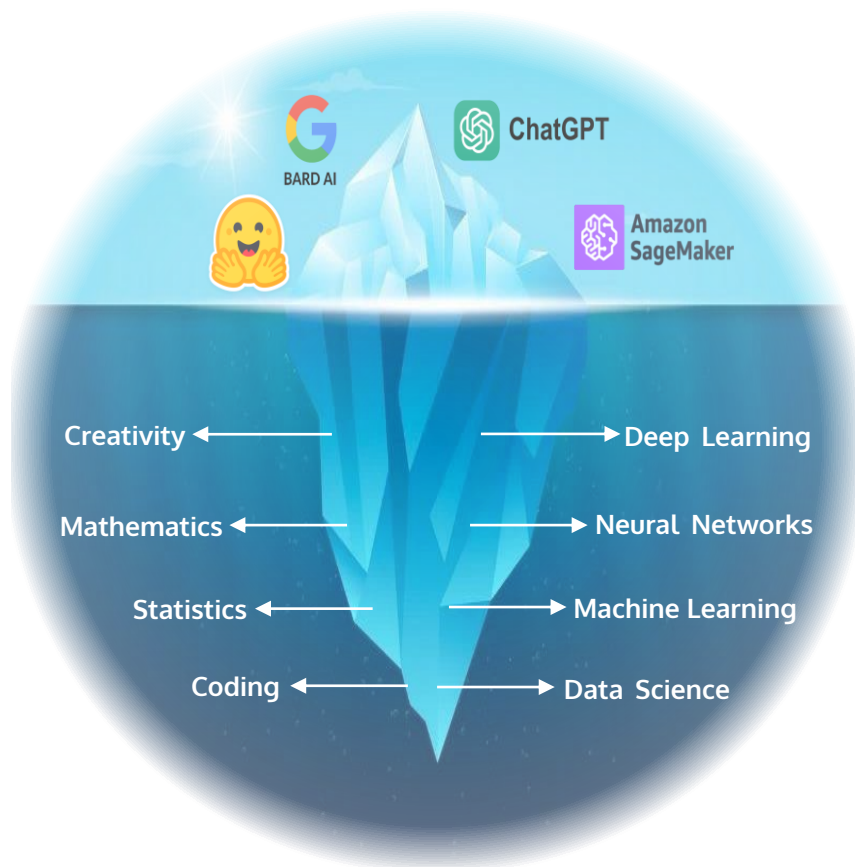 BARD AI
ChatGPT
Amazon
SageMaker
Creativity
Deep Learning
Mathematics
Neural Networks
Statistics
Machine Learning
Coding
Data Science